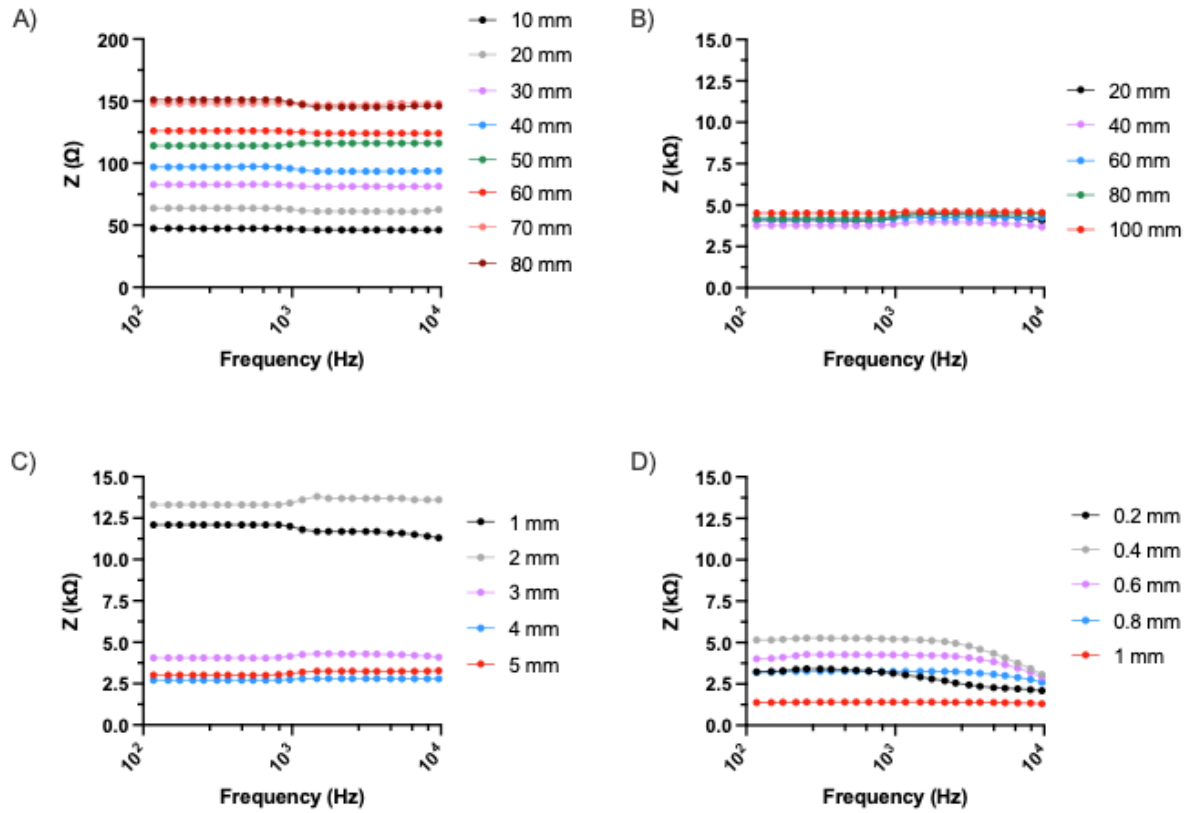 A)
200
150
100
50
0
Z (Ω)
10²
10³
10⁴
Frequency (Hz)
10 mm
20 mm
30 mm
40 mm
50 mm
60 mm
70 mm
80 mm
B)
15.0
12.5
10.0
7.5
5.0
2.5
0.0
Z (kΩ)
10²
10³
10⁴
Frequency (Hz)
20 mm
40 mm
60 mm
80 mm
100 mm
C)
15.0
12.5
10.0
7.5
5.0
2.5
0.0
Z (kΩ)
10²
10³
10⁴
Frequency (Hz)
1 mm
2 mm
3 mm
4 mm
5 mm
D)
15.0
12.5
10.0
7.5
5.0
2.5
0.0
Z (kΩ)
10²
10³
10⁴
Frequency (Hz)
0.2 mm
0.4 mm
0.6 mm
0.8 mm
1 mm